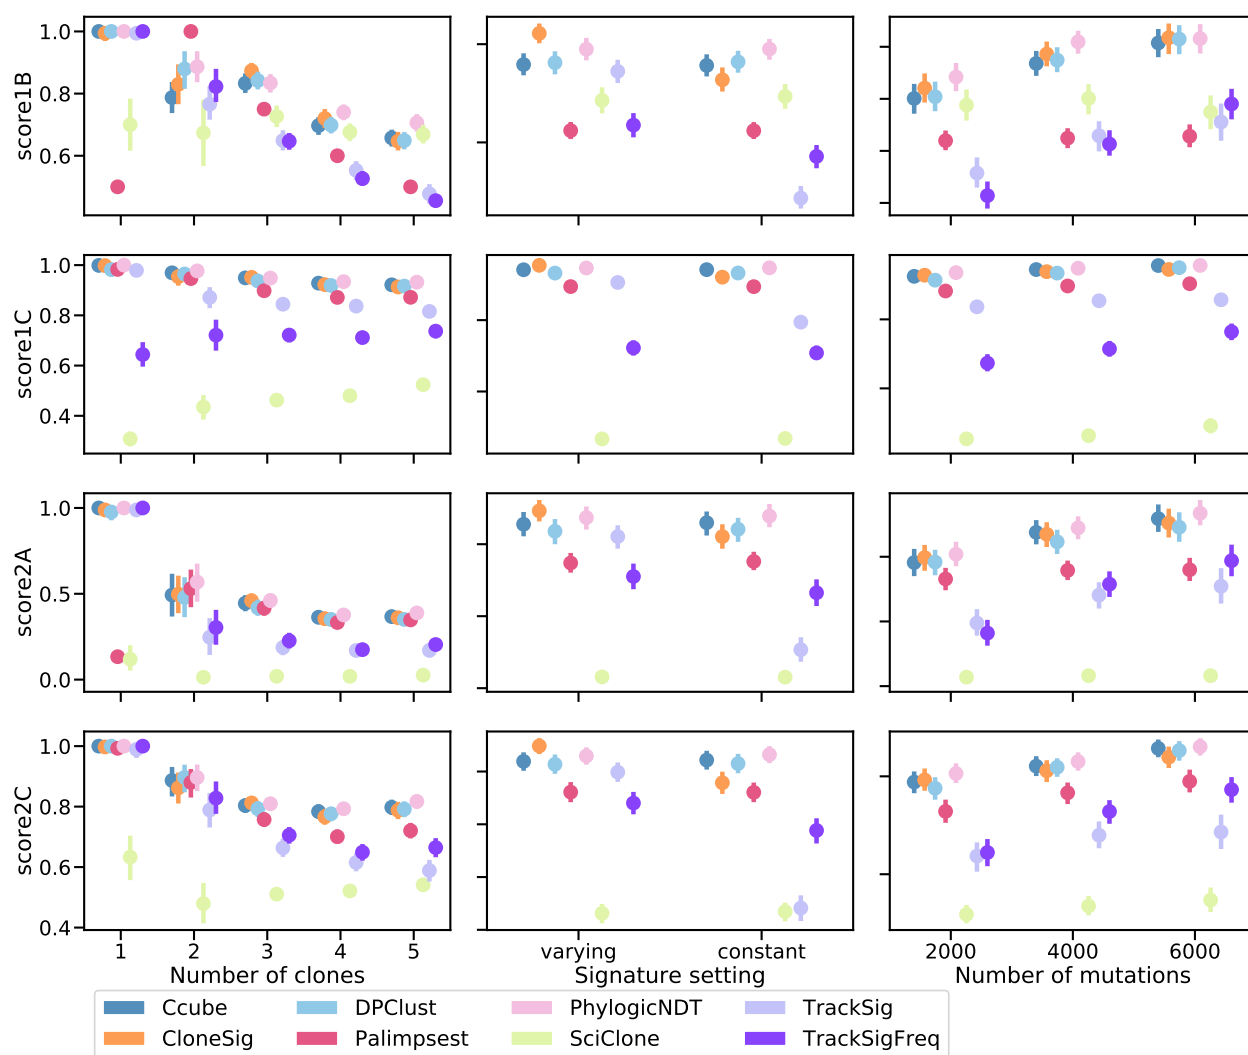 score1B
1.0
0.8
0.6
score1C
1.0
0.8
0.6
0.4
score2A
1.0
0.5
0.0
score2C
1.0
0.8
0.6
0.4
1 2 3 4 5
varying constant
2000 4000 6000
Number of clones
Signature setting
Number of mutations
Ccube DPClust PhylogicNDT TrackSig
CloneSig Palimpsest SciClone TrackSigFreq